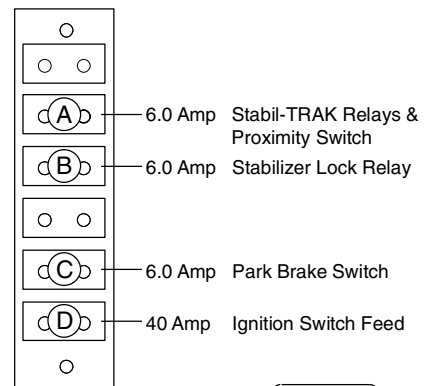 A 6.0 Amp Stabil-TRAK Relays &
Proximity Switch
B 6.0 Amp Stabilizer Lock Relay
C 6.0 Amp Park Brake Switch
D 40 Amp Ignition Switch Feed